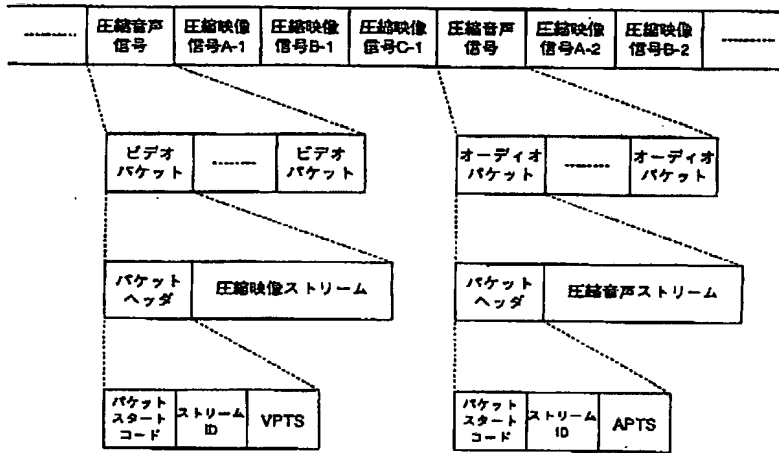 圧縮音声
信号
圧縮映像
信号A-1
圧縮映像
信号B-1
圧縮映像
信号C-1
圧縮音声
信号
圧縮映像
信号A-2
圧縮映像
信号B-2
ビデオ
パケット
ビデオ
パケット
オーディオ
パケット
オーディオ
パケット
パケット
ヘッダ
圧縮映像ストリーム
パケット
ヘッダ
圧縮音声ストリーム
パケット
スタート
コード
ストリーム
ID
VPTS
パケット
スタート
コード
ストリーム
ID
APTS